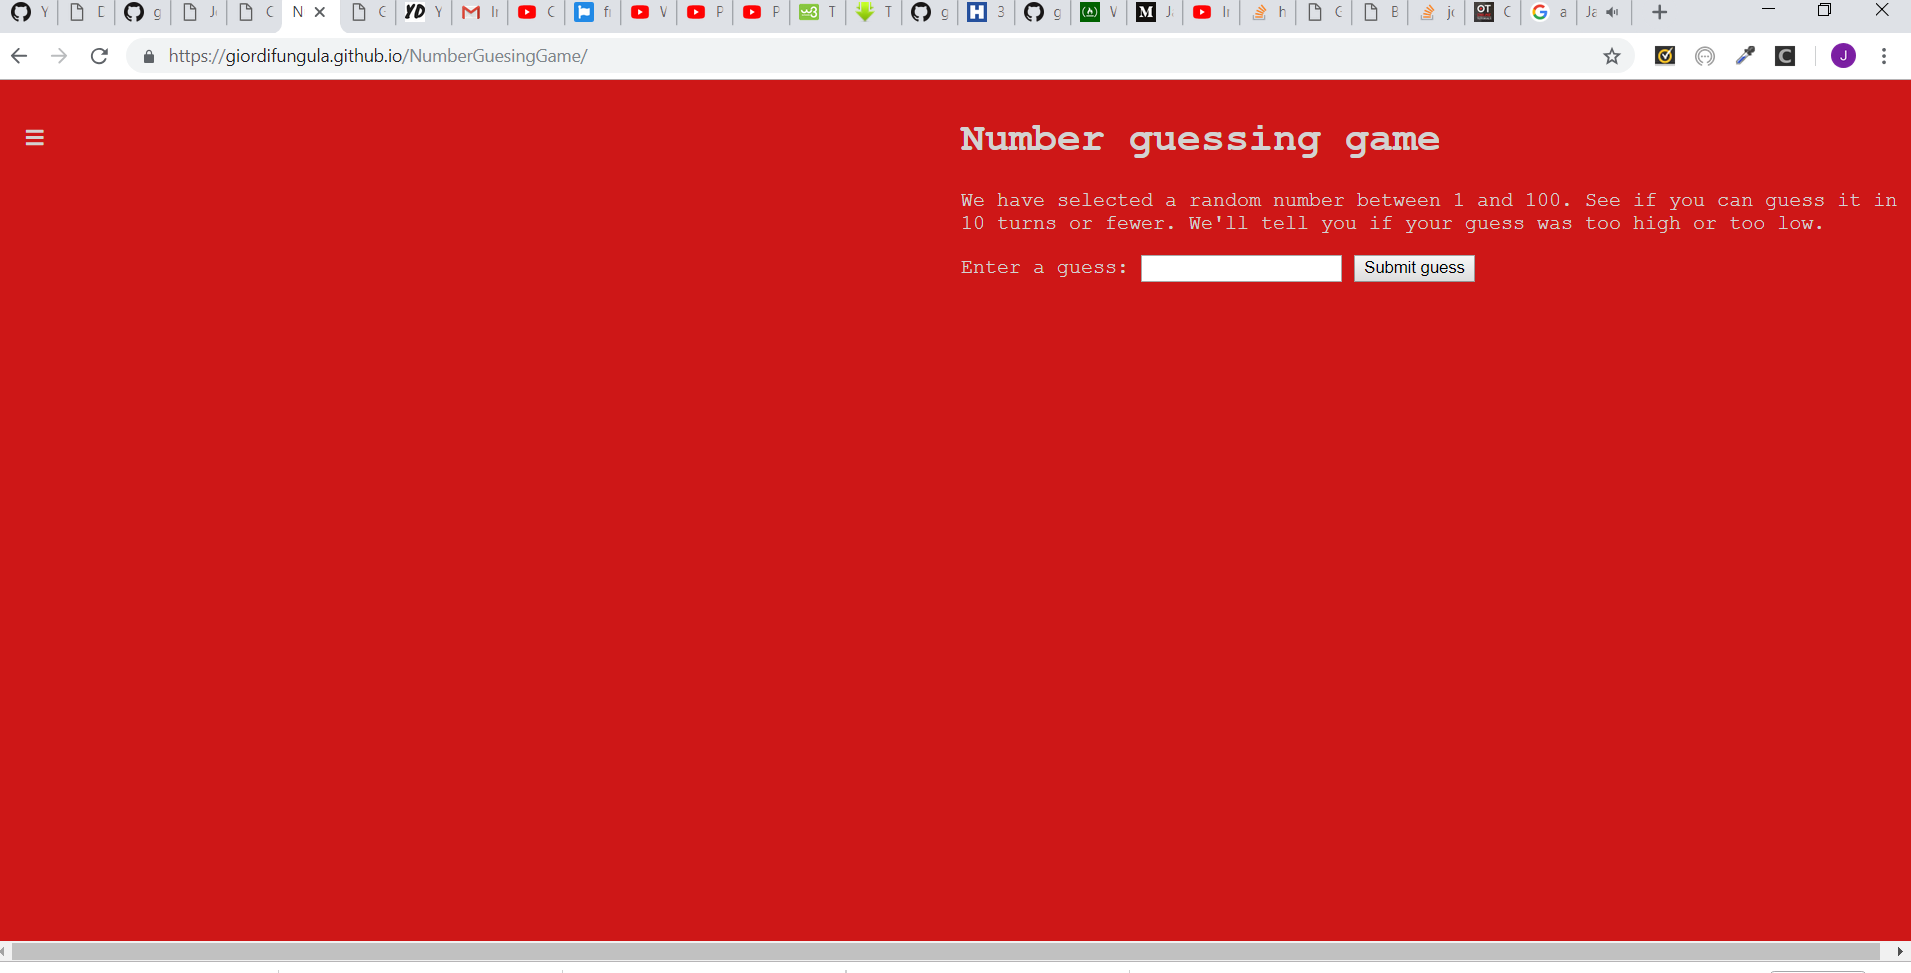 https://giordifungula.github.io/NumberGuesingGame/
J
Number guessing game
We have selected a random number between 1 and 100. See if you can guess it in
10 turns or fewer. We'll tell you if your guess was too high or too low.
Enter a guess:
Submit guess